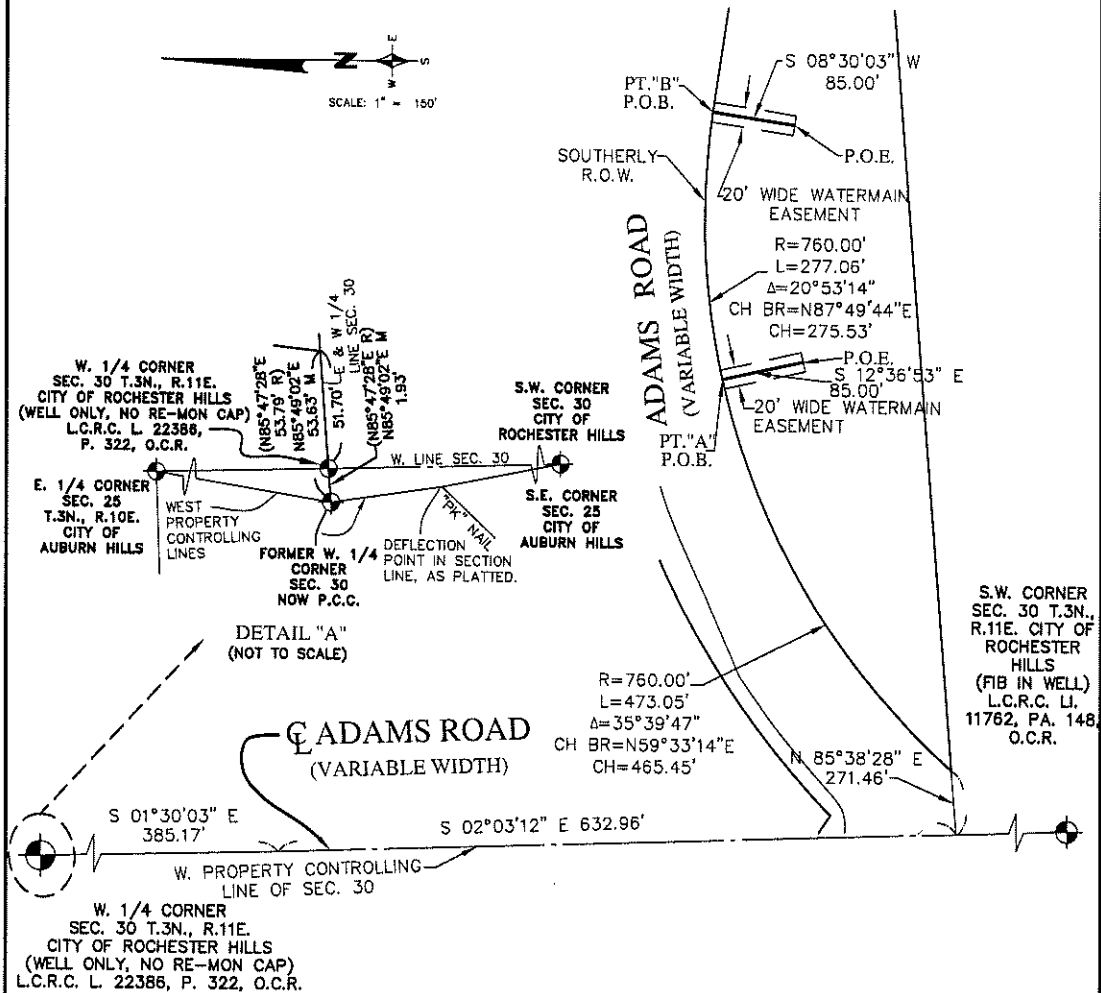 N
E
W
S
SCALE: 1" = 150'
S 08°30'03" W
85.00'
PT."B"
P.O.B.
P.O.E.
SOUTHERLY
R.O.W.
20' WIDE WATERMAIN
EASEMENT
ADAMS ROAD
(VARIABLE WIDTH)
R=760.00'
L=277.06'
Δ=20°53'14"
CH BR=N87°49'44"E
CH=275.53'
P.O.E.
S 12°36'53" E
85.00'
20' WIDE WATERMAIN
EASEMENT
PT."A"
P.O.B.
W. 1/4 CORNER
SEC. 30 T.3N., R.11E.
CITY OF ROCHESTER HILLS
(WELL ONLY, NO RE-MON CAP)
L.C.R.C. L. 22386,
P. 322, O.C.R.
(N85°47'28"E
53.79' R)
N85°49'02"E
53.63' M
51.70'
E & W 1/4
LINE SEC. 30
(N85°47'28"E R)
N85°49'02"E M
1.93'
S.W. CORNER
SEC. 30
CITY OF
ROCHESTER HILLS
W. LINE SEC. 30
E. 1/4 CORNER
SEC. 25
T.3N., R.10E.
CITY OF
AUBURN HILLS
WEST
PROPERTY
CONTROLLING
LINES
FORMER W. 1/4
CORNER
SEC. 30
NOW P.C.C.
"PK" NAIL
DEFLECTION
POINT IN SECTION
LINE, AS PLATTED.
S.E. CORNER
SEC. 25
CITY OF
AUBURN HILLS
DETAIL "A"
(NOT TO SCALE)
S.W. CORNER
SEC. 30 T.3N.,
R.11E. CITY OF
ROCHESTER
HILLS
(FIB IN WELL)
L.C.R.C. LI.
11762, PA. 148,
O.C.R.
R=760.00'
L=473.05'
Δ=35°39'47"
CH BR=N59°33'14"E
CH=465.45'
N 85°38'28" E
271.46'
CL ADAMS ROAD
(VARIABLE WIDTH)
S 01°30'03" E
385.17'
S 02°03'12" E 632.96'
W. PROPERTY CONTROLLING
LINE OF SEC. 30
W. 1/4 CORNER
SEC. 30 T.3N., R.11E.
CITY OF ROCHESTER HILLS
(WELL ONLY, NO RE-MON CAP)
L.C.R.C. L. 22386, P. 322, O.C.R.